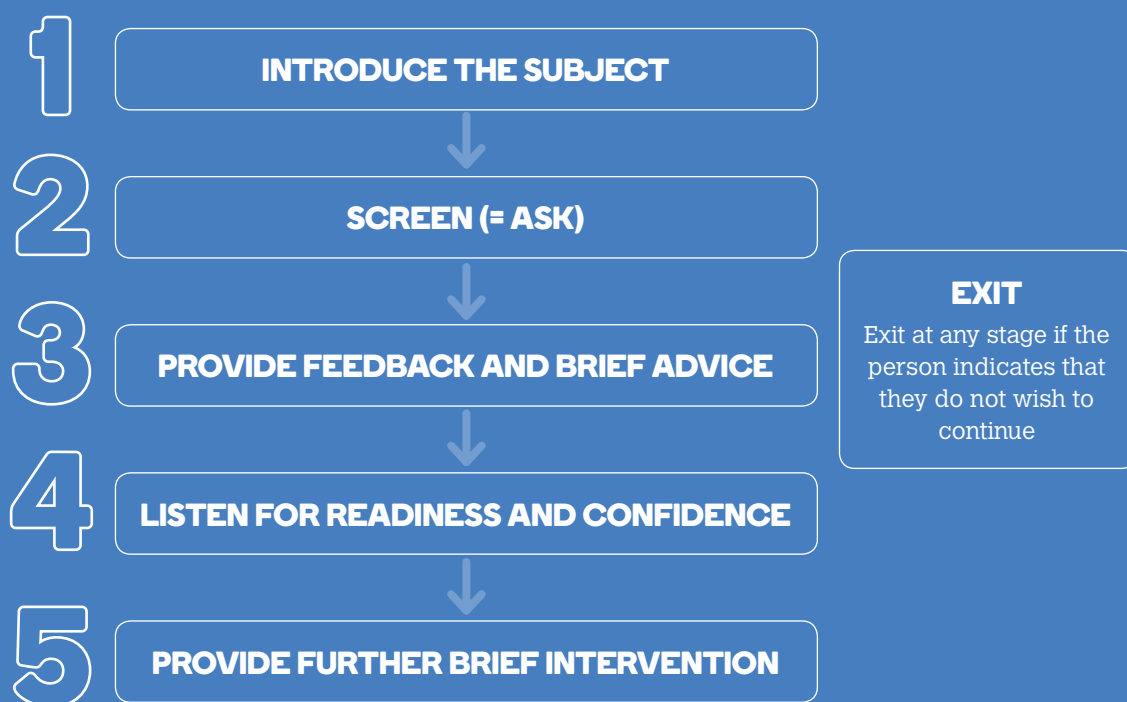 1
INTRODUCE THE SUBJECT
2
SCREEN (= ASK)
3
PROVIDE FEEDBACK AND BRIEF ADVICE
4
LISTEN FOR READINESS AND CONFIDENCE
5
PROVIDE FURTHER BRIEF INTERVENTION
EXIT
Exit at any stage if the
person indicates that
they do not wish to
continue